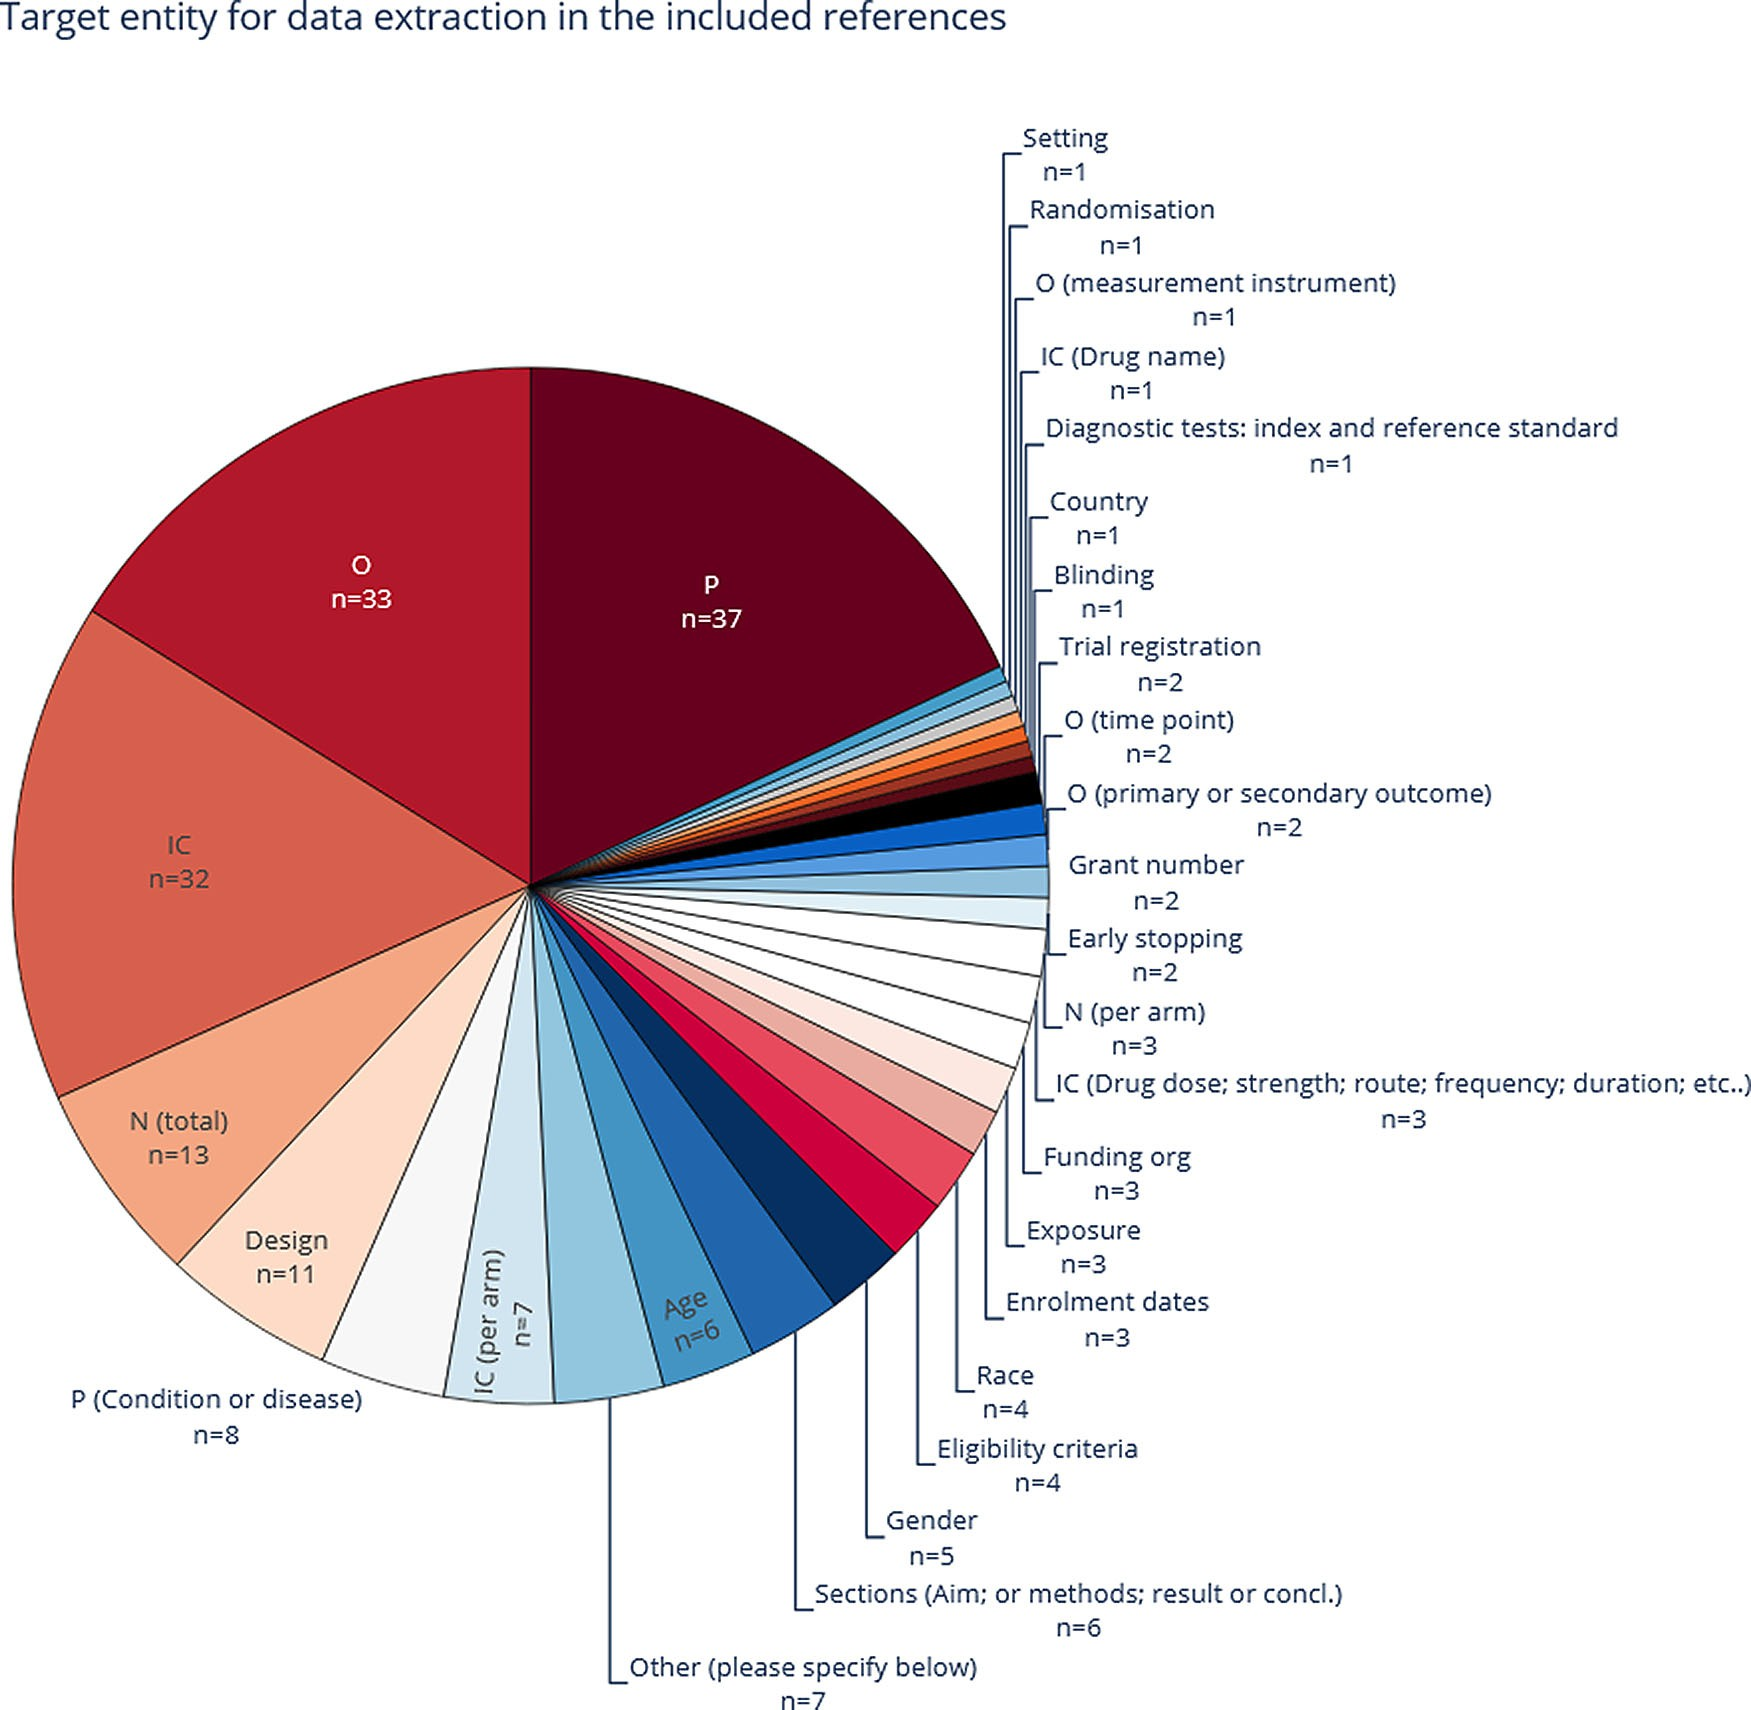 Target entity for data extraction in the included references
Setting
n=1
Randomisation
n=1
O (measurement instrument)
n=1
IC (Drug name)
n=1
Diagnostic tests: index and reference standard
n=1
Country
n=1
Blinding
n=1
Trial registration
n=2
O (time point)
n=2
O (primary or secondary outcome)
n=2
Grant number
n=2
Early stopping
n=2
N (per arm)
n=3
IC (Drug dose; strength; route; frequency; duration; etc..)
n=3
Funding org
n=3
Exposure
n=3
Enrolment dates
n=3
Race
n=4
Eligibility criteria
n=4
Gender
n=5
Sections (Aim; or methods; result or concl.)
n=6
Age
n=6
Other (please specify below)
n=7
IC (per arm)
n=7
P (Condition or disease)
n=8
Design
n=11
N (total)
n=13
IC
n=32
O
n=33
P
n=37